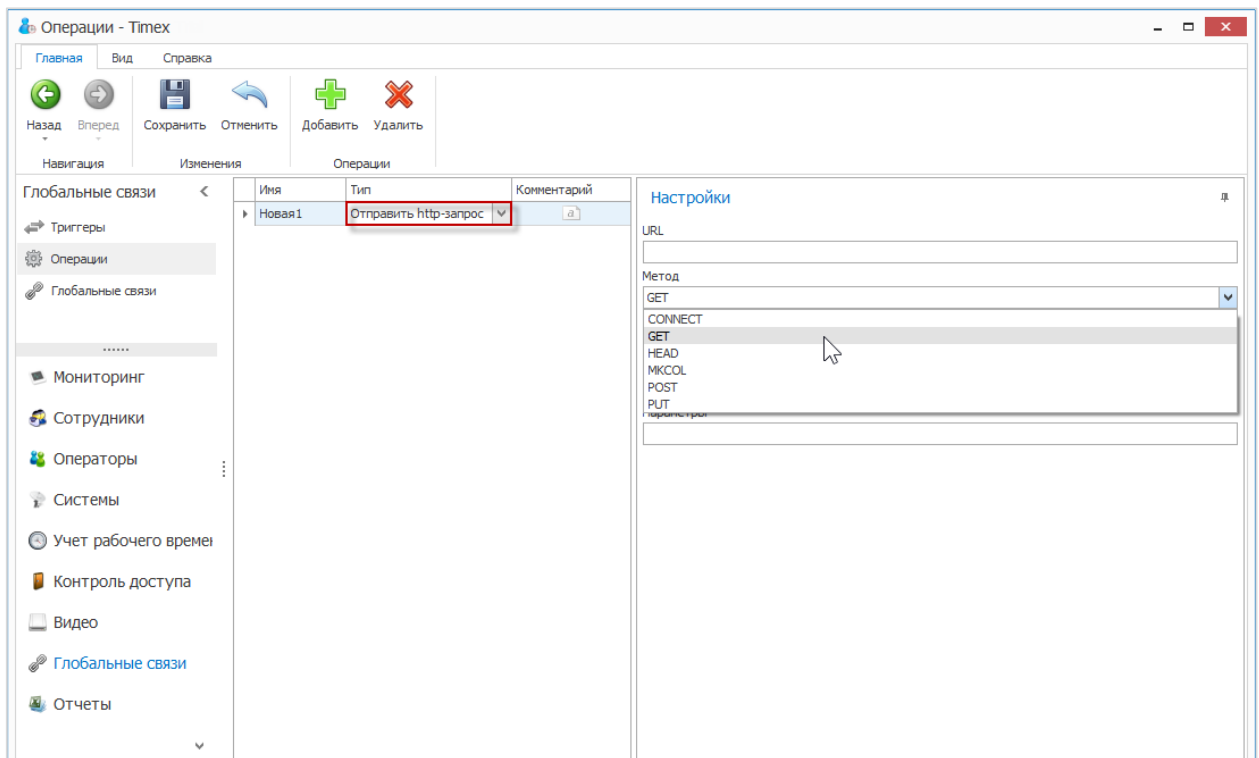 Операции - Timex
Главная Вид Справка
Назад Вперед Сохранить Отменить Добавить Удалить
Навигация Изменения Операции
Глобальные связи
Триггеры
Операции
Глобальные связи
Мониторинг
Сотрудники
Операторы
Системы
Учет рабочего времен
Контроль доступа
Видео
Глобальные связи
Отчеты
Имя Тип Комментарий
Новая1 Отправить http-запрос a
Настройки
URL
Метод
GET
CONNECT
GET
HEAD
MKCOL
POST
PUT
Параметры